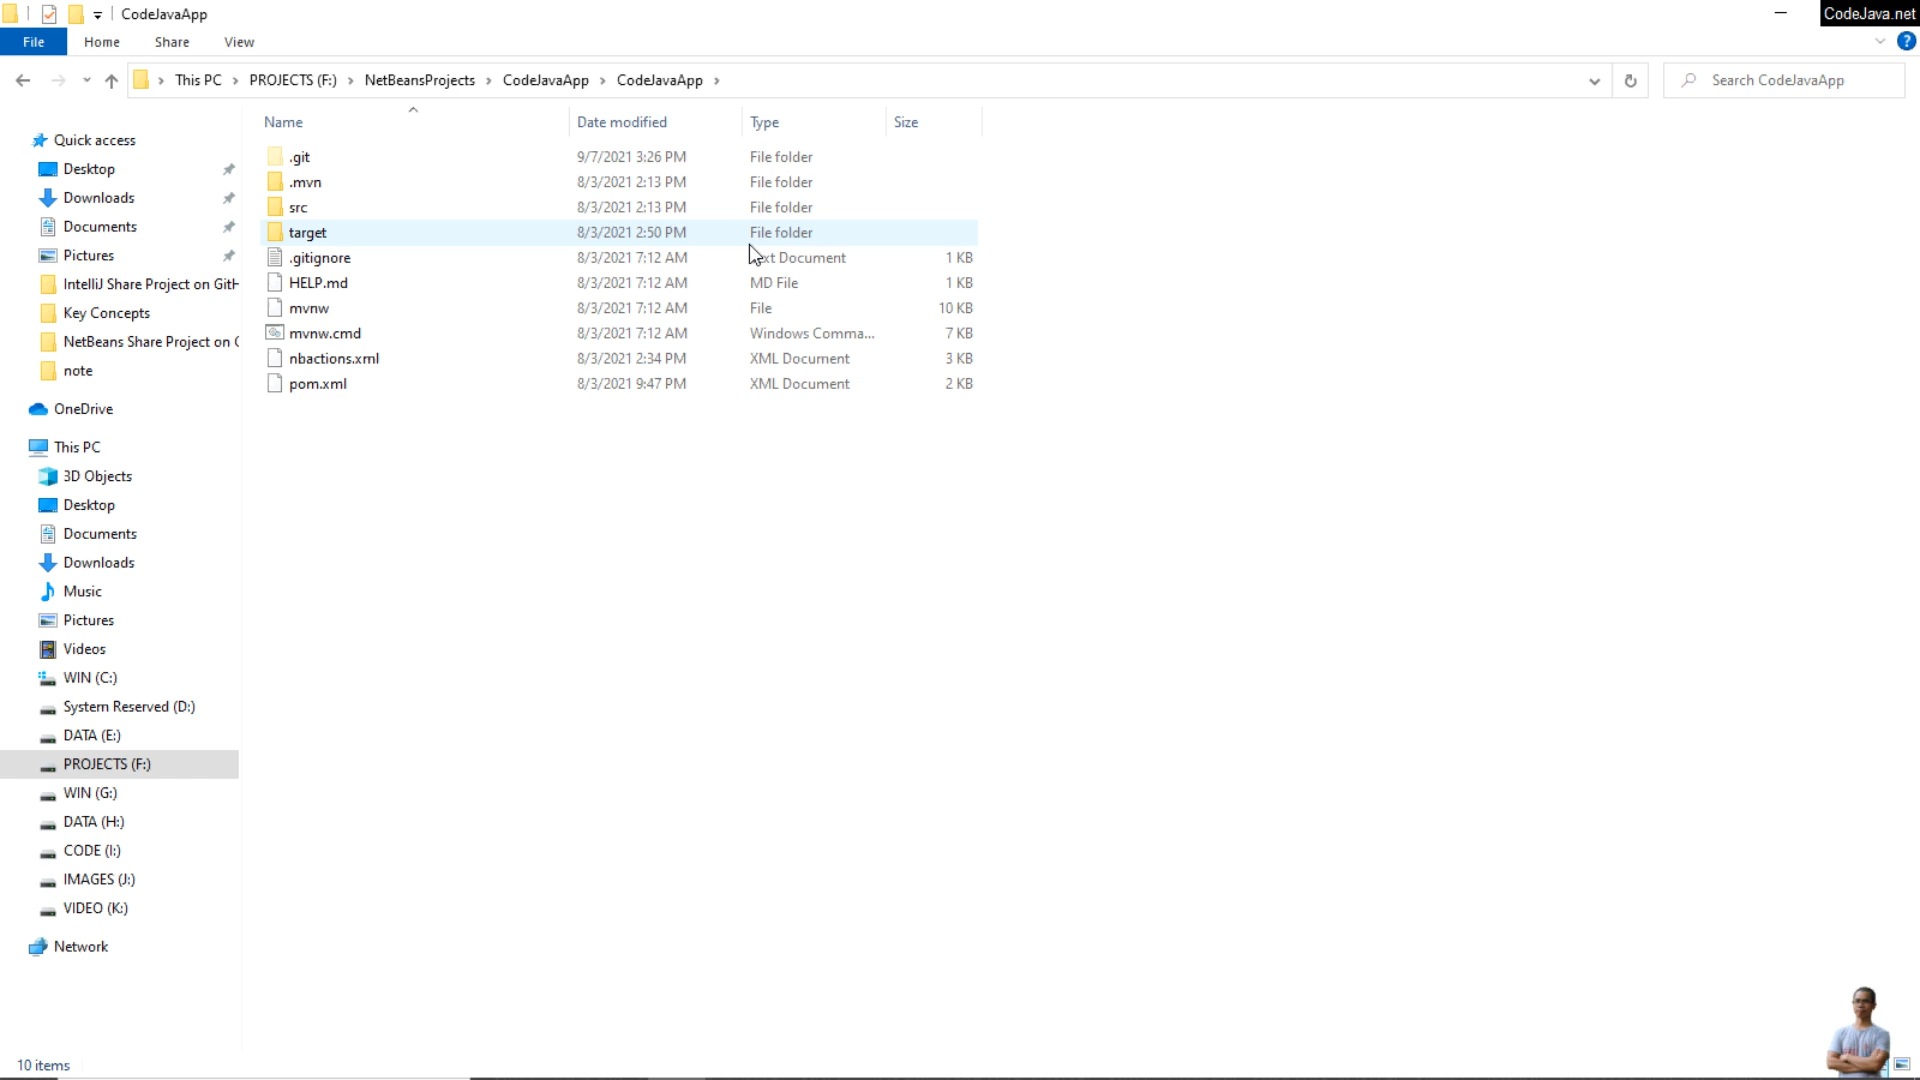 CodeJavaApp
CodeJava.net
File Home Share View
This PC PROJECTS (F:) NetBeansProjects CodeJavaApp CodeJavaApp
Search CodeJavaApp
Name Date modified Type Size
.git 9/7/2021 3:26 PM File folder
.mvn 8/3/2021 2:13 PM File folder
src 8/3/2021 2:13 PM File folder
target 8/3/2021 2:50 PM File folder
.gitignore 8/3/2021 7:12 AM xt Document 1 KB
HELP.md 8/3/2021 7:12 AM MD File 1 KB
mvnw 8/3/2021 7:12 AM File 10 KB
mvnw.cmd 8/3/2021 7:12 AM Windows Comma... 7 KB
nbactions.xml 8/3/2021 2:34 PM XML Document 3 KB
pom.xml 8/3/2021 9:47 PM XML Document 2 KB
Quick access
Desktop
Downloads
Documents
Pictures
IntelliJ Share Project on GitH
Key Concepts
NetBeans Share Project on G
note
OneDrive
This PC
3D Objects
Desktop
Documents
Downloads
Music
Pictures
Videos
WIN (C:)
System Reserved (D:)
DATA (E:)
PROJECTS (F:)
WIN (G:)
DATA (H:)
CODE (I:)
IMAGES (J:)
VIDEO (K:)
Network
10 items